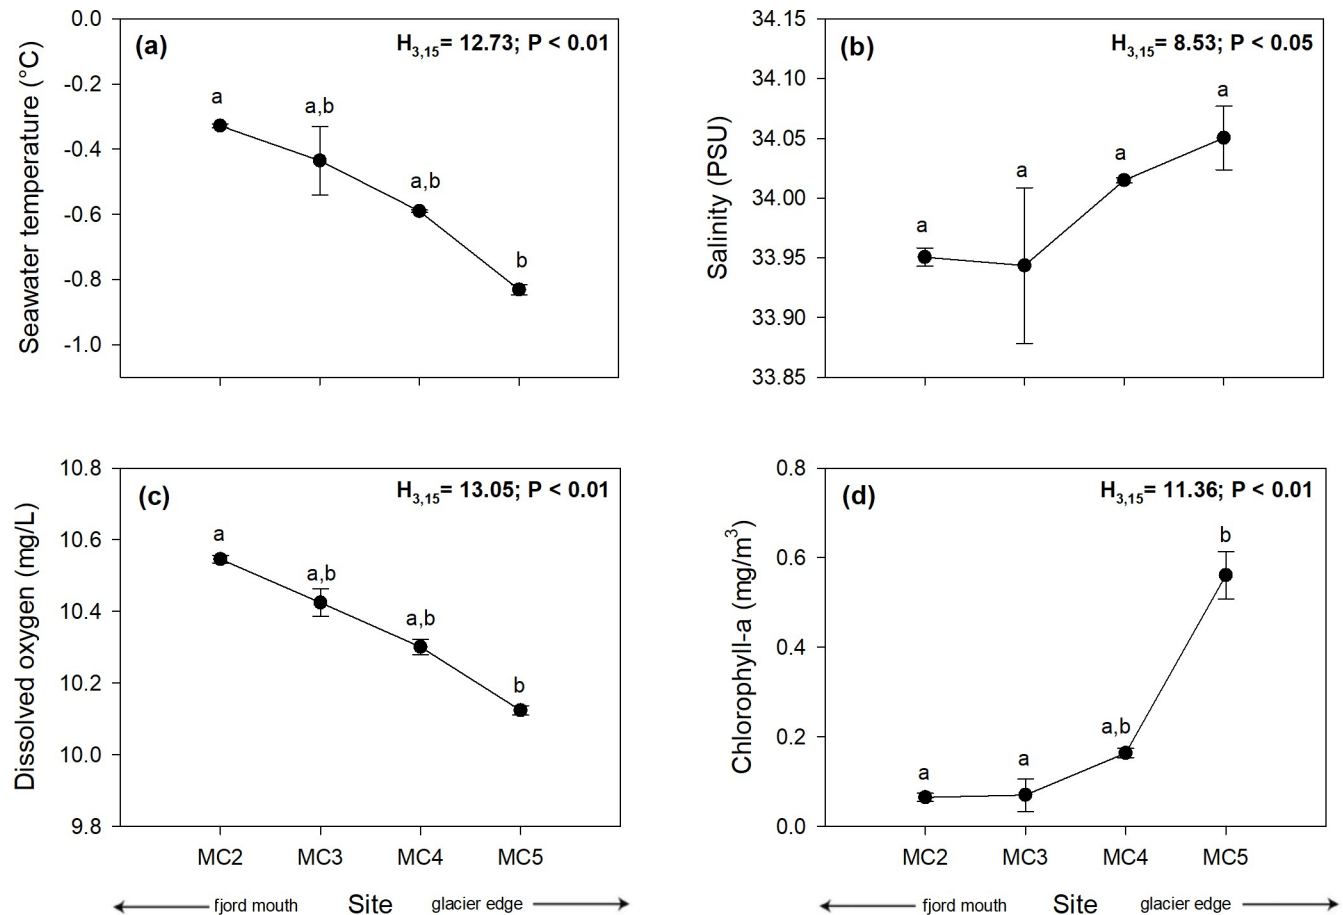 (a)
H3,15= 12.73; P < 0.01
Seawater temperature (°C)
0.0
-0.2
-0.4
-0.6
-0.8
-1.0
a
a,b
a,b
b
(b)
H3,15= 8.53; P < 0.05
Salinity (PSU)
34.15
34.10
34.05
34.00
33.95
33.90
33.85
a
a
a
a
(c)
H3,15= 13.05; P < 0.01
Dissolved oxygen (mg/L)
10.8
10.6
10.4
10.2
10.0
9.8
a
a,b
a,b
b
MC2 MC3 MC4 MC5
fjord mouth Site glacier edge
(d)
H3,15= 11.36; P < 0.01
Chlorophyll-a (mg/m3)
0.8
0.6
0.4
0.2
0.0
a
a
a,b
b
MC2 MC3 MC4 MC5
fjord mouth Site glacier edge